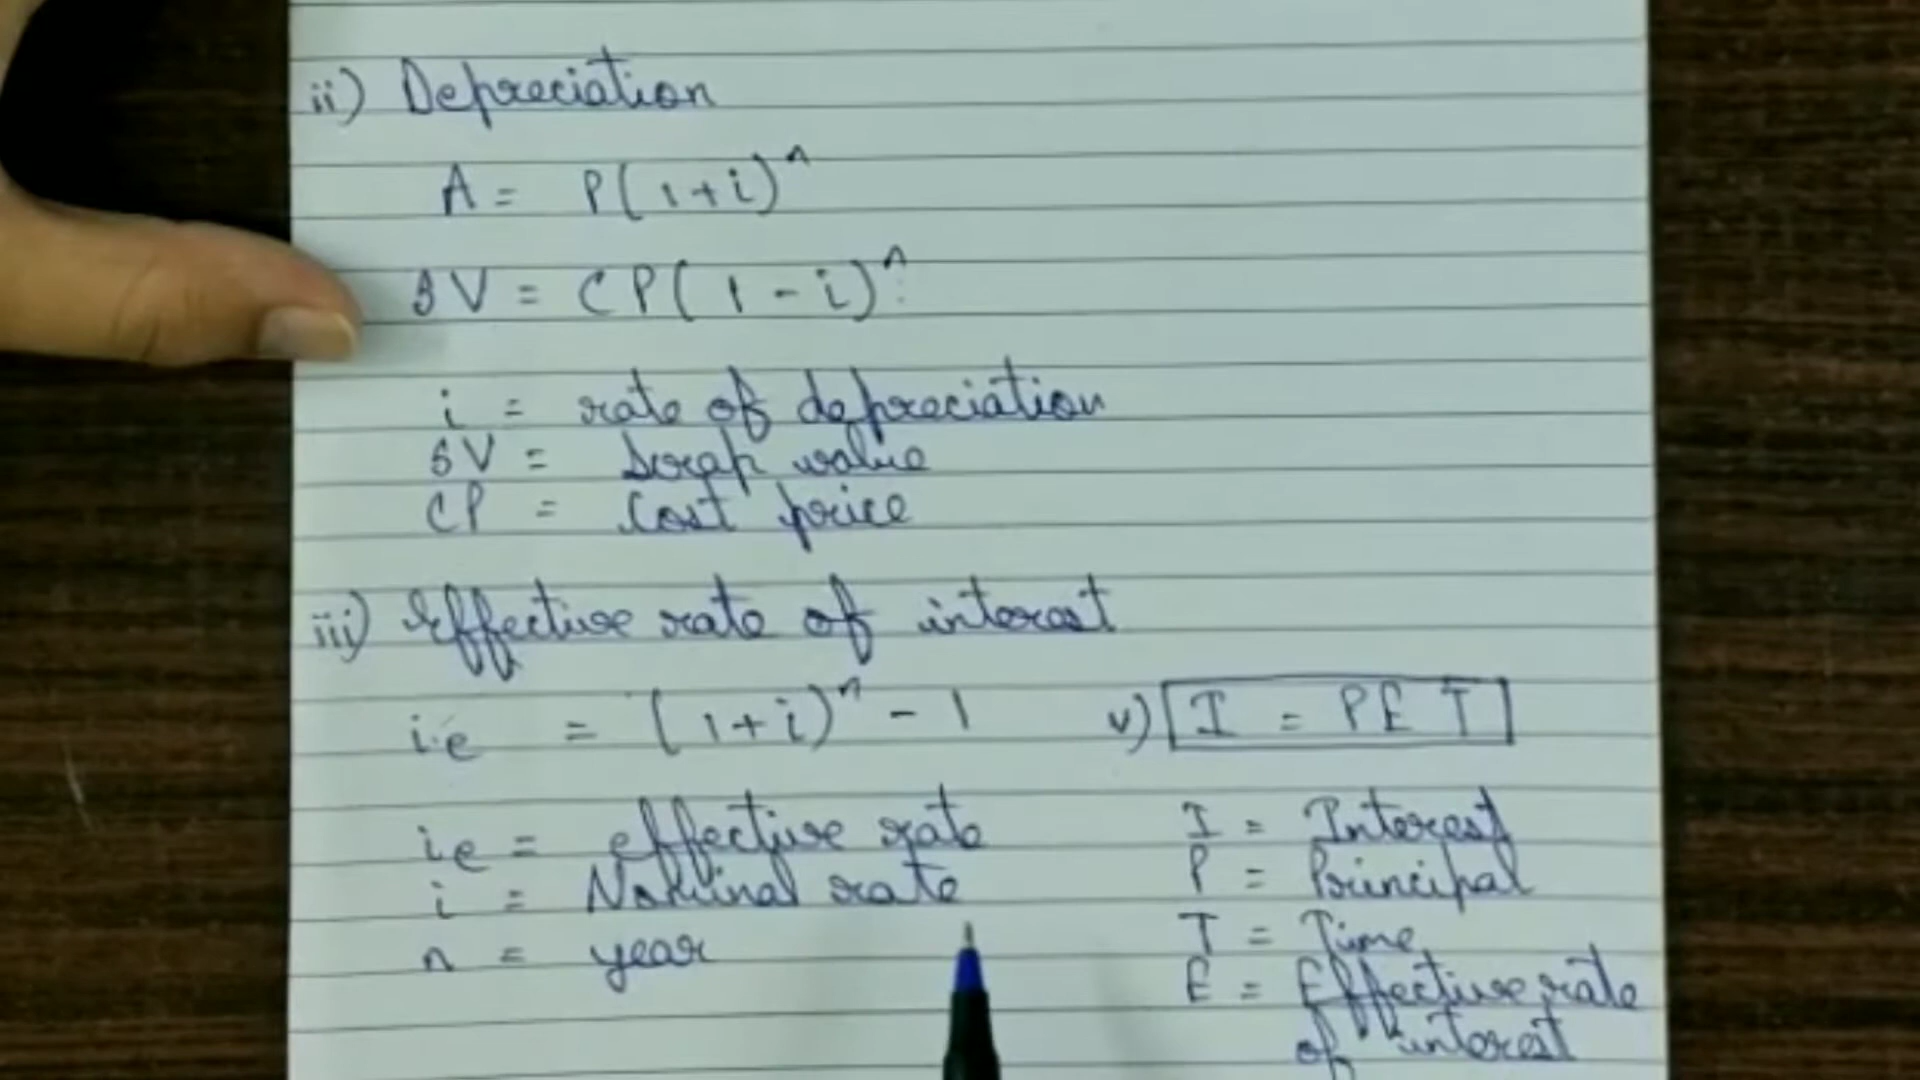 ii) Depreciation
A = P(1+i)^n
SV = CP(1-i)^n
i = rate of depreciation
SV = Scrap value
CP = Cost price
iii) Effective rate of interest
i.e = (1+i)^n - 1
ie = effective rate
i = Nominal rate
n = year
v) I = PET
I = Interest
P = Principal
T = Time
E = Effective rate
of interest